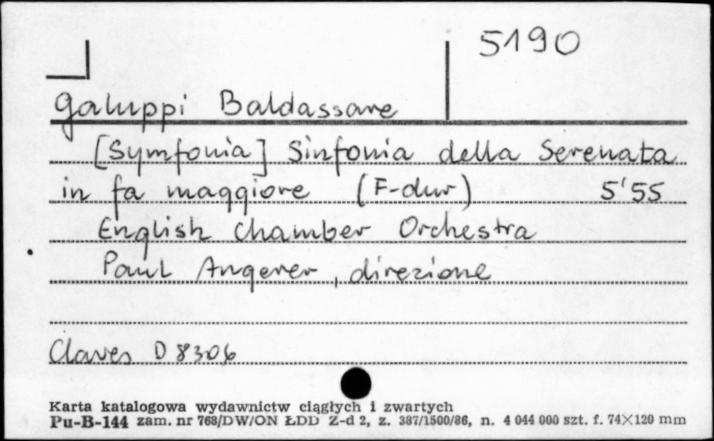 5190
Galuppi Baldassare
[Symfonia] Sinfonia della Serenata
in fa maggiore (F-dur) 5'55
English Chamber Orchestra
Paul Angerer, direzione
Claves D 8306
Karta katalogowa wydawnictw ciągłych i zwartych
Pu-B-144 zam. nr 768/DW/ON ŁDD Z-d 2, z. 387/1500/86, n. 4 044 000 szt. f. 74×120 mm